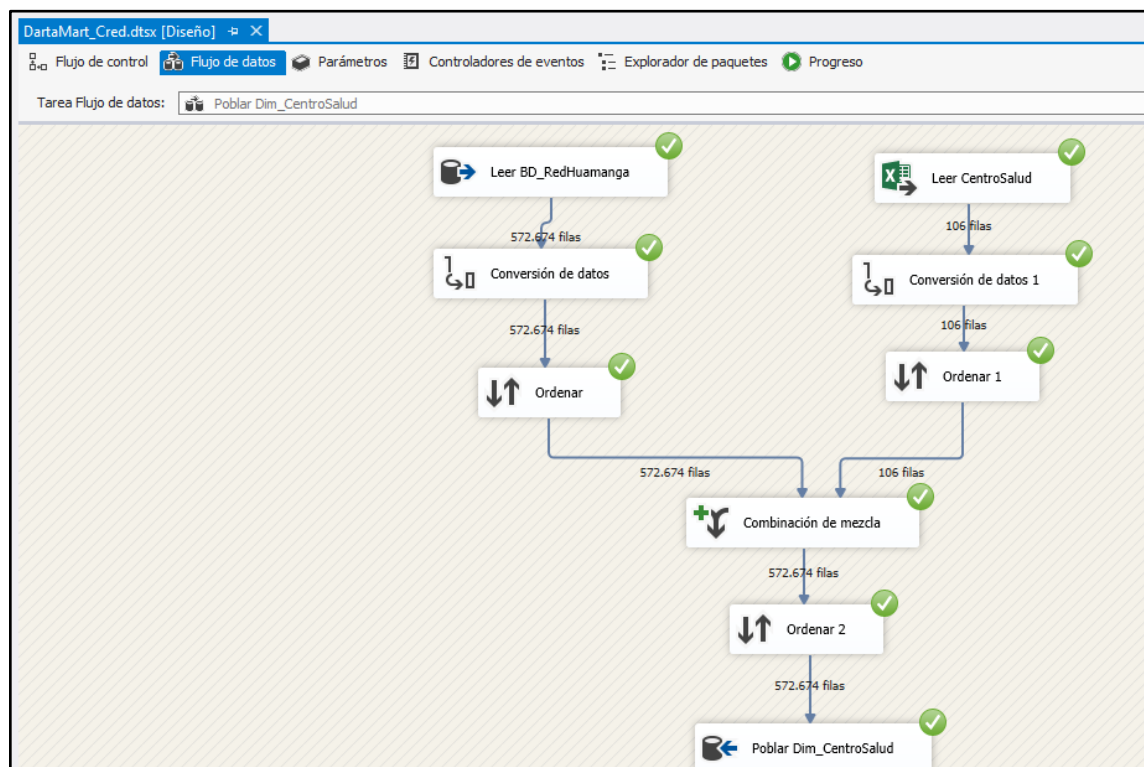 DartaMart_Cred.dtsx [Diseño]
Flujo de control Flujo de datos Parámetros Controladores de eventos Explorador de paquetes Progreso
Tarea Flujo de datos: Poblar Dim_CentroSalud
Leer BD_RedHuamanga
Leer CentroSalud
572.674 filas
106 filas
Conversión de datos
Conversión de datos 1
572.674 filas
106 filas
Ordenar
Ordenar 1
572.674 filas
106 filas
Combinación de mezcla
572.674 filas
Ordenar 2
572.674 filas
Poblar Dim_CentroSalud